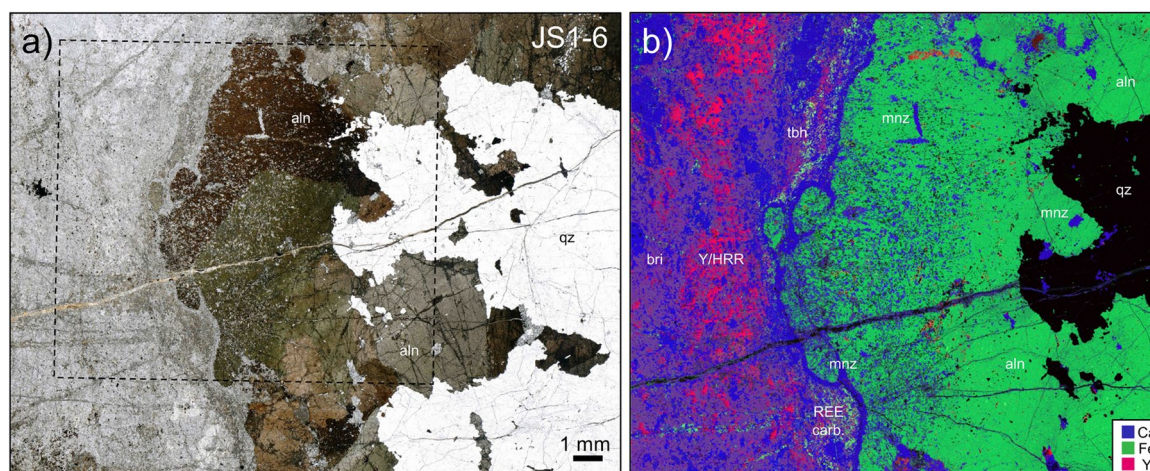 a)
JS1-6
aln
qz
aln
1 mm
b)
aln
tbh
mnz
qz
mnz
bri
Y/HRR
aln
mnz
REE
carb.
Ca
Fe
Y